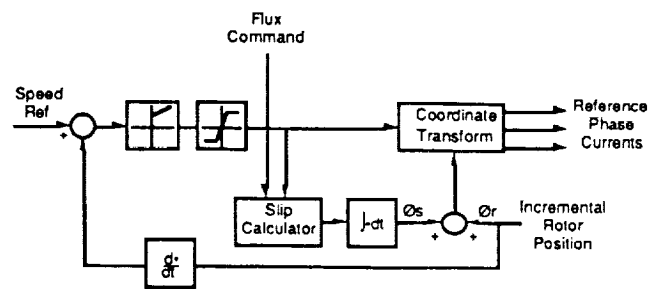 Flux
Command
Speed
Ref
+
Coordinate
Transform
Reference
Phase
Currents
Slip
Calculator
∫·dt
Øs
Ør
+
+
Incremental
Rotor
Position
d·
dt